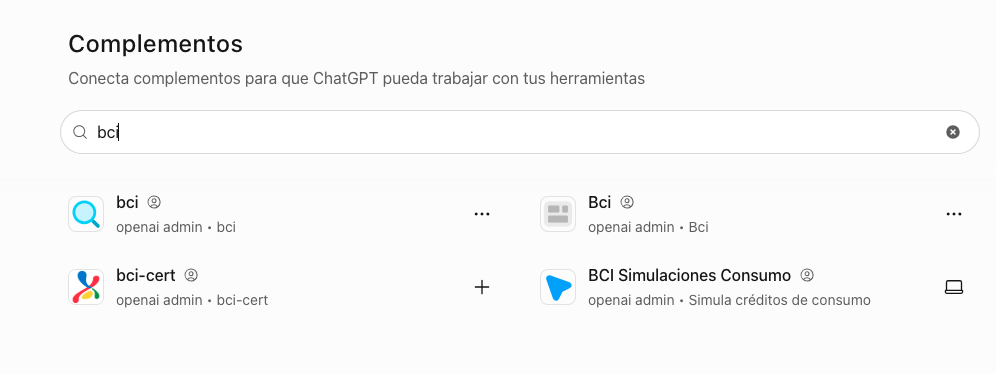 Complementos
Conecta complementos para que ChatGPT pueda trabajar con tus herramientas
bci
bci
openai admin • bci
Bci
openai admin • Bci
bci-cert
openai admin • bci-cert
BCI Simulaciones Consumo
openai admin • Simula créditos de consumo